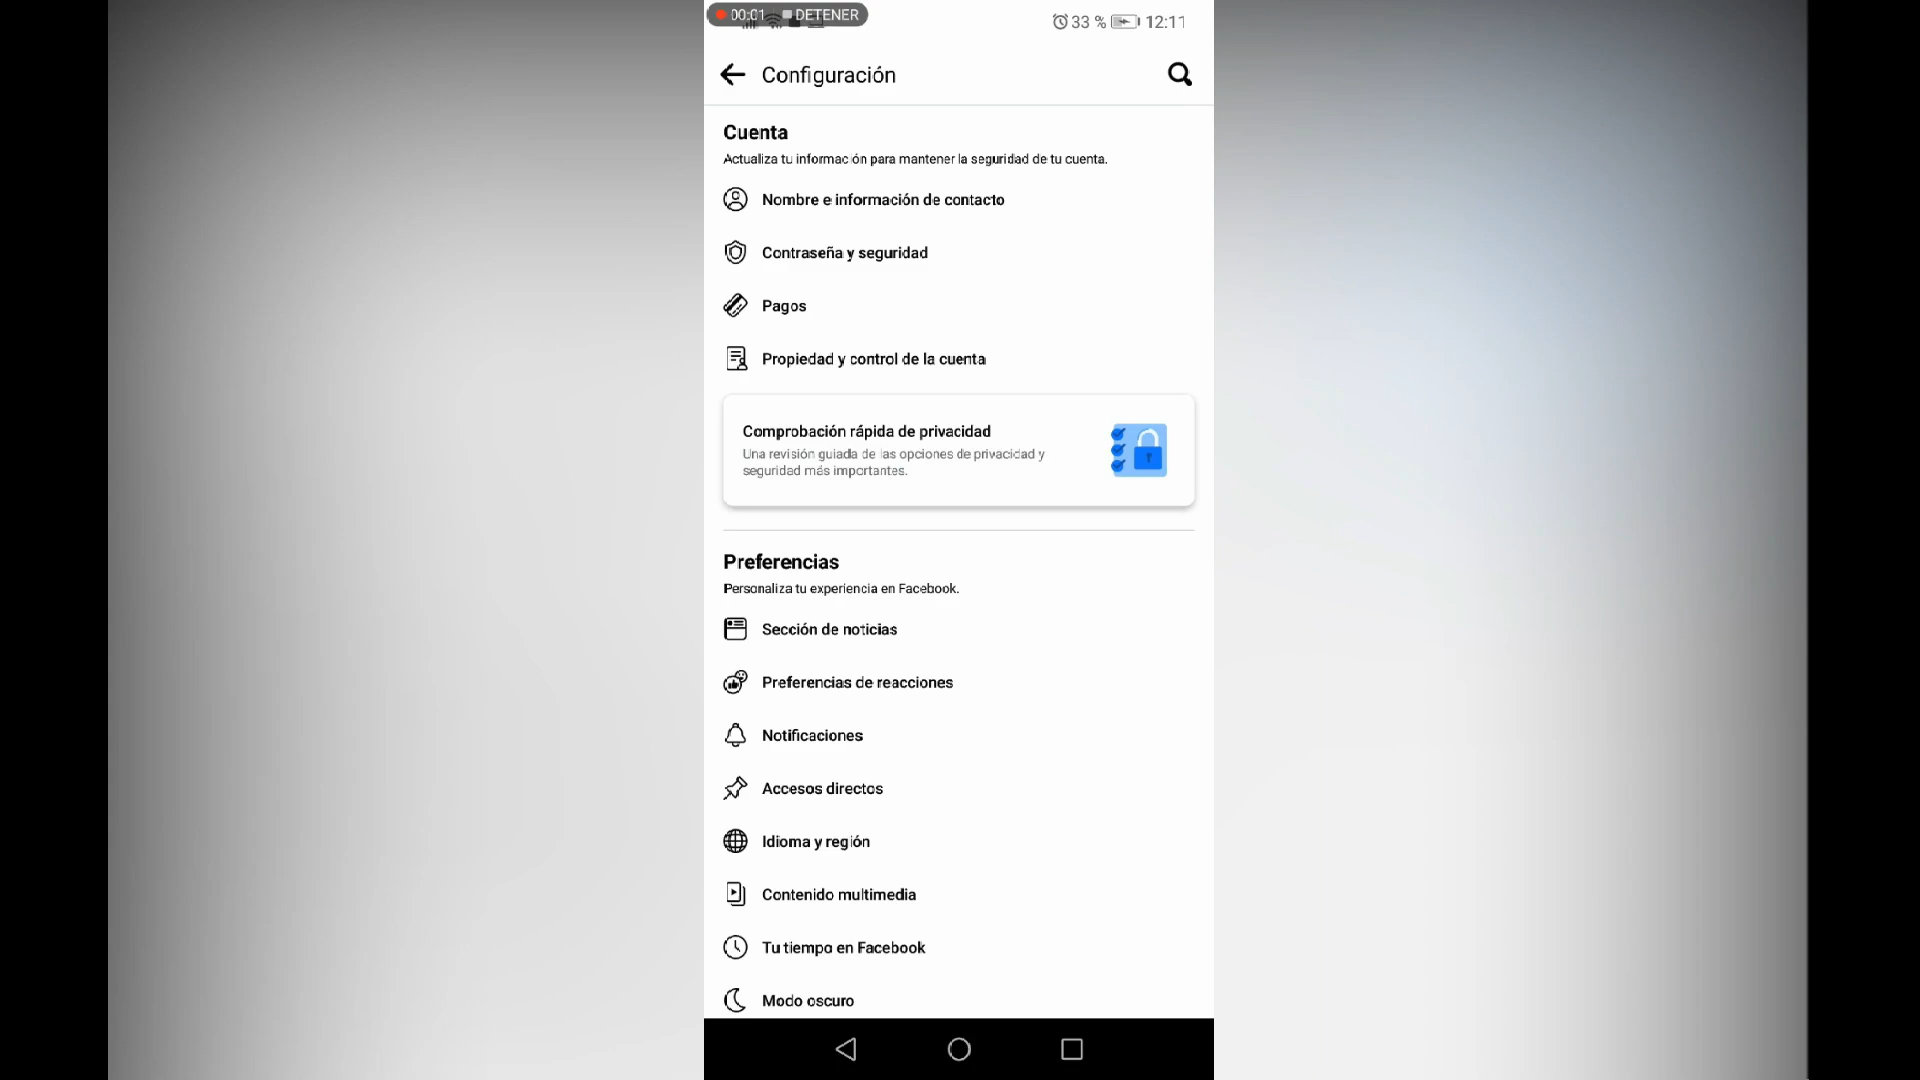 00:01 DETENER
33 % 12:11
Configuración
Cuenta
Actualiza tu información para mantener la seguridad de tu cuenta.
Nombre e información de contacto
Contraseña y seguridad
Pagos
Propiedad y control de la cuenta
Comprobación rápida de privacidad
Una revisión guiada de las opciones de privacidad y
seguridad más importantes.
Preferencias
Personaliza tu experiencia en Facebook.
Sección de noticias
Preferencias de reacciones
Notificaciones
Accesos directos
Idioma y región
Contenido multimedia
Tu tiempo en Facebook
Modo oscuro